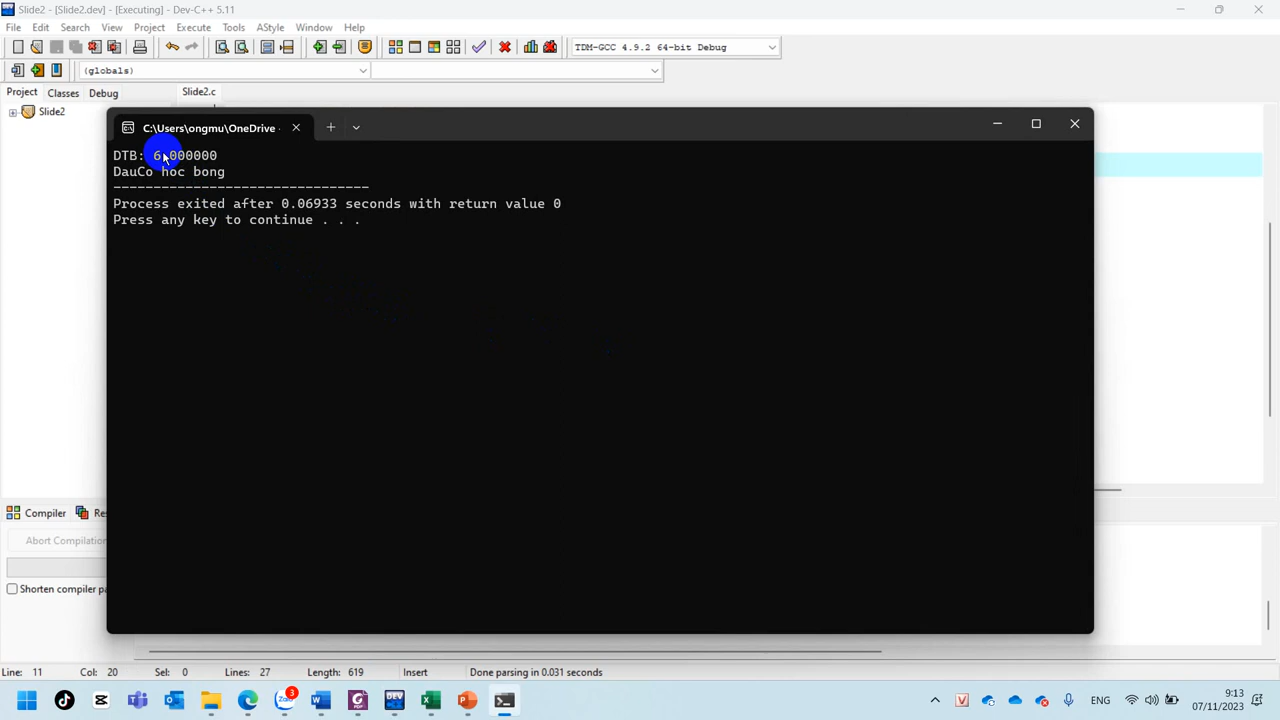 Slide2 - [Slide2.dev] - [Executing] - Dev-C++ 5.11
File Edit Search View Project Execute Tools AStyle Window Help
TDM-GCC 4.9.2 64-bit Debug
(globals)
Project Classes Debug Slide2.c
Slide2
C:\Users\ongmu\OneDrive
DTB: 6.000000
DauCo hoc bong
--------------------------------
Process exited after 0.06933 seconds with return value 0
Press any key to continue . . .
Compiler
Abort Compilation
Shorten compiler
Line: 11 Col: 20 Sel: 0 Lines: 27 Length: 619 Insert Done parsing in 0.031 seconds
3
ENG
9:13
07/11/2023